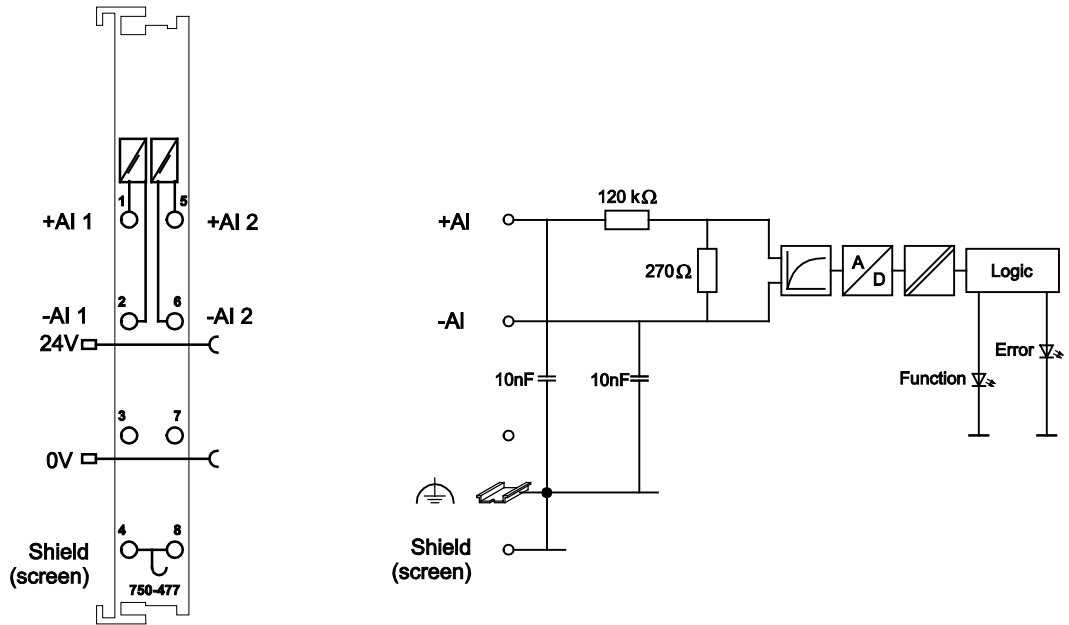 1
5
+AI 1
+AI 2
2
6
-AI 1
-AI 2
24V
3
7
0V
4
8
Shield
(screen)
750-477
120 kΩ
+AI
270Ω
A
D
Logic
-AI
10nF
10nF
Error
Function
Shield
(screen)